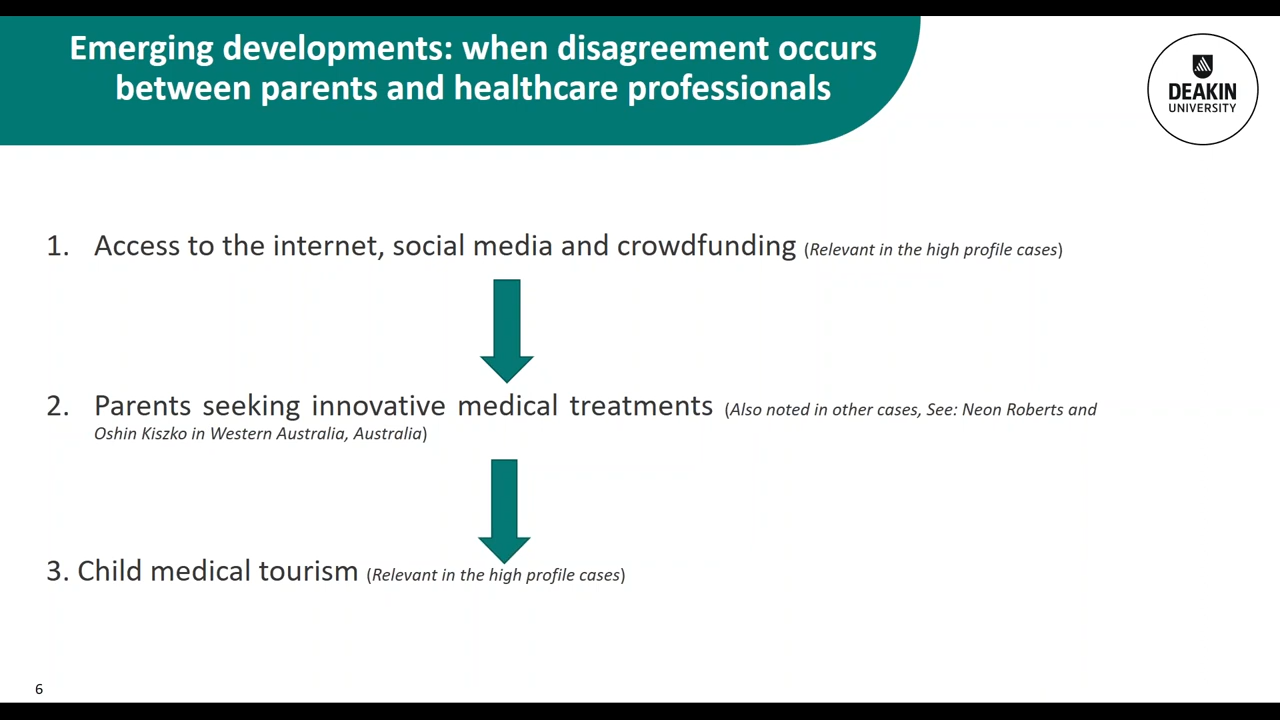 Emerging developments: when disagreement occurs
between parents and healthcare professionals
DEAKIN
UNIVERSITY
1. Access to the internet, social media and crowdfunding (Relevant in the high profile cases)
2. Parents seeking innovative medical treatments (Also noted in other cases, See: Neon Roberts and
Oshin Kiszko in Western Australia, Australia)
3. Child medical tourism (Relevant in the high profile cases)
6